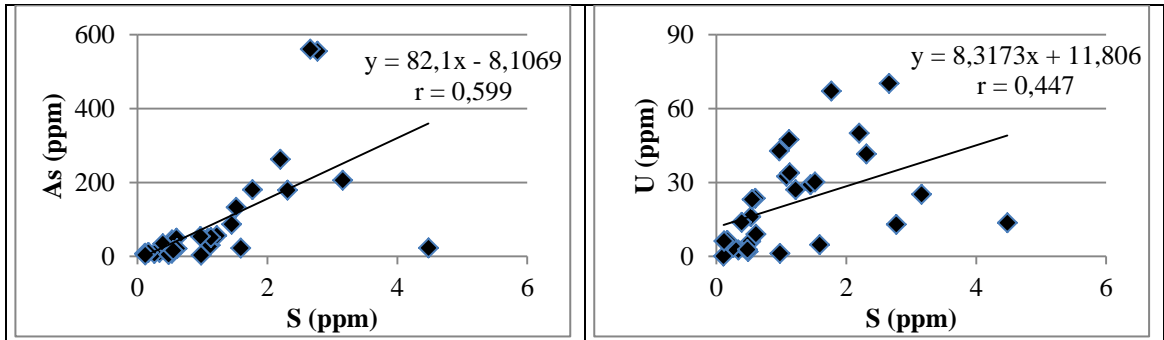 600
400
200
0
As (ppm)
y = 82,1x - 8,1069
r = 0,599
0 2 4 6
S (ppm)
90
60
30
0
U (ppm)
y = 8,3173x + 11,806
r = 0,447
0 2 4 6
S (ppm)